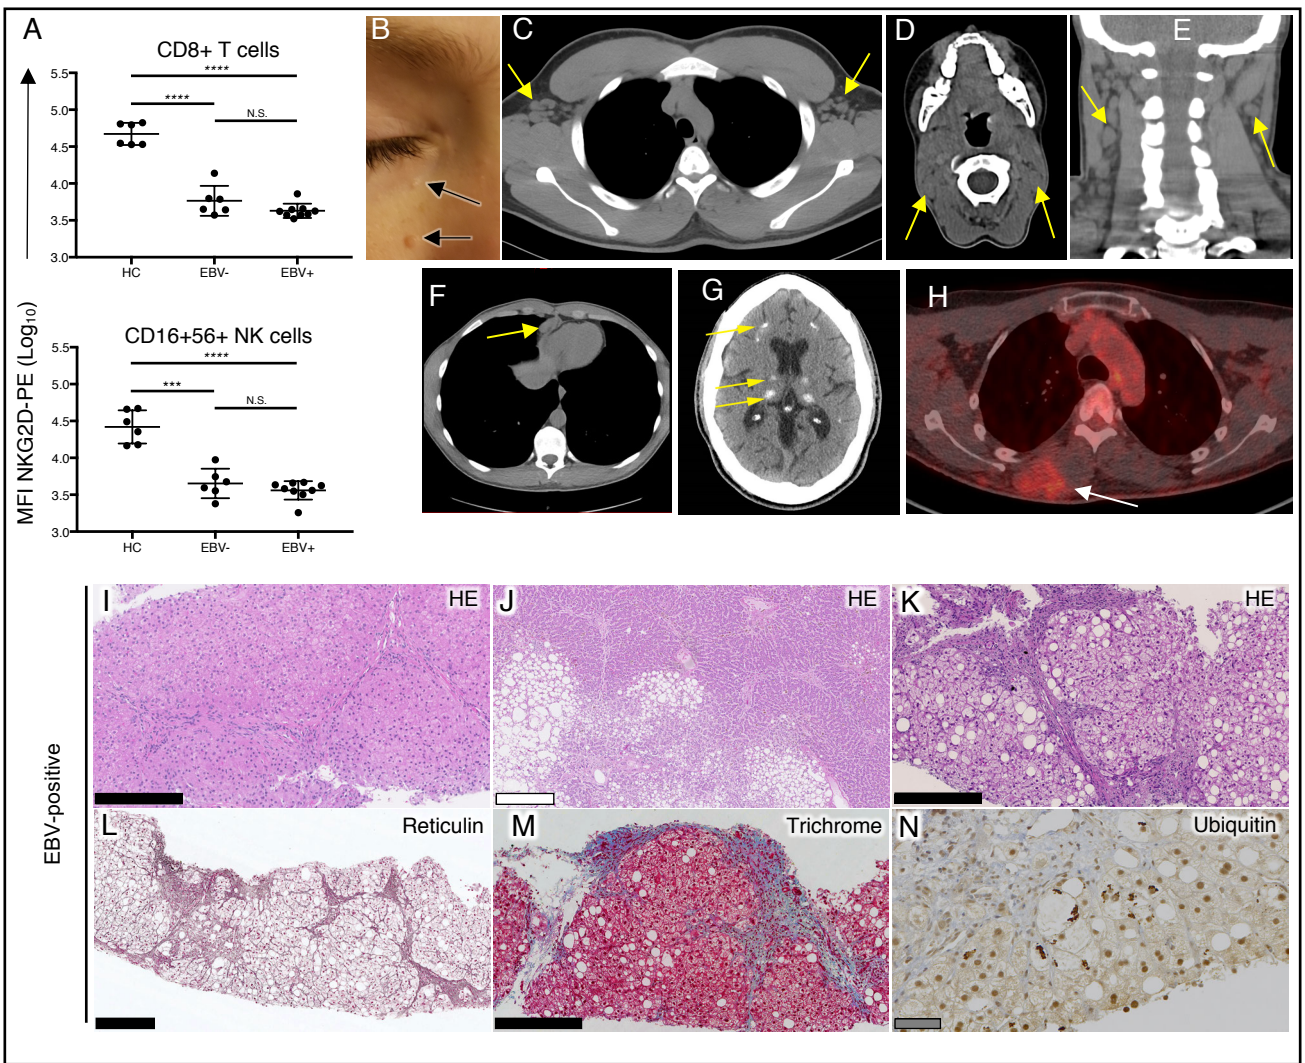 A
CD8+ T cells
****
****
N.S.
5.5
5.0
4.5
4.0
3.5
3.0
HC
EBV-
EBV+
MFI NKG2D-PE (Log10)
CD16+56+ NK cells
****
***
N.S.
5.5
5.0
4.5
4.0
3.5
3.0
HC
EBV-
EBV+
B
C
D
E
F
G
H
EBV-positive
I
HE
J
HE
K
HE
L
Reticulin
M
Trichrome
N
Ubiquitin